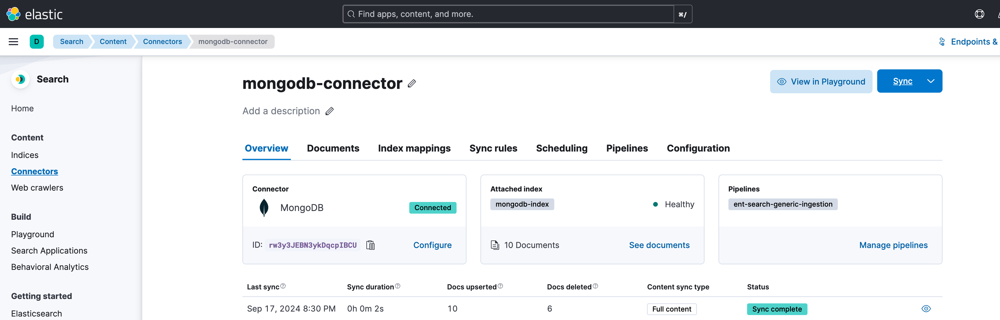 elastic
Find apps, content, and more.
⌘/
D
Search
Content
Connectors
mongodb-connector
Endpoints &
Search
Home
Content
Indices
Connectors
Web crawlers
Build
Playground
Search Applications
Behavioral Analytics
Getting started
Elasticsearch
mongodb-connector
View in Playground
Sync
Add a description
Overview Documents Index mappings Sync rules Scheduling Pipelines Configuration
Connector
MongoDB
Connected
ID: rw3y3JEBN3ykDqcpIBCU
Configure
Attached index
mongodb-index
Healthy
10 Documents
See documents
Pipelines
ent-search-generic-ingestion
Manage pipelines
Last sync Sync duration Docs upserted Docs deleted Content sync type Status
Sep 17, 2024 8:30 PM 0h 0m 2s 10 6 Full content Sync complete